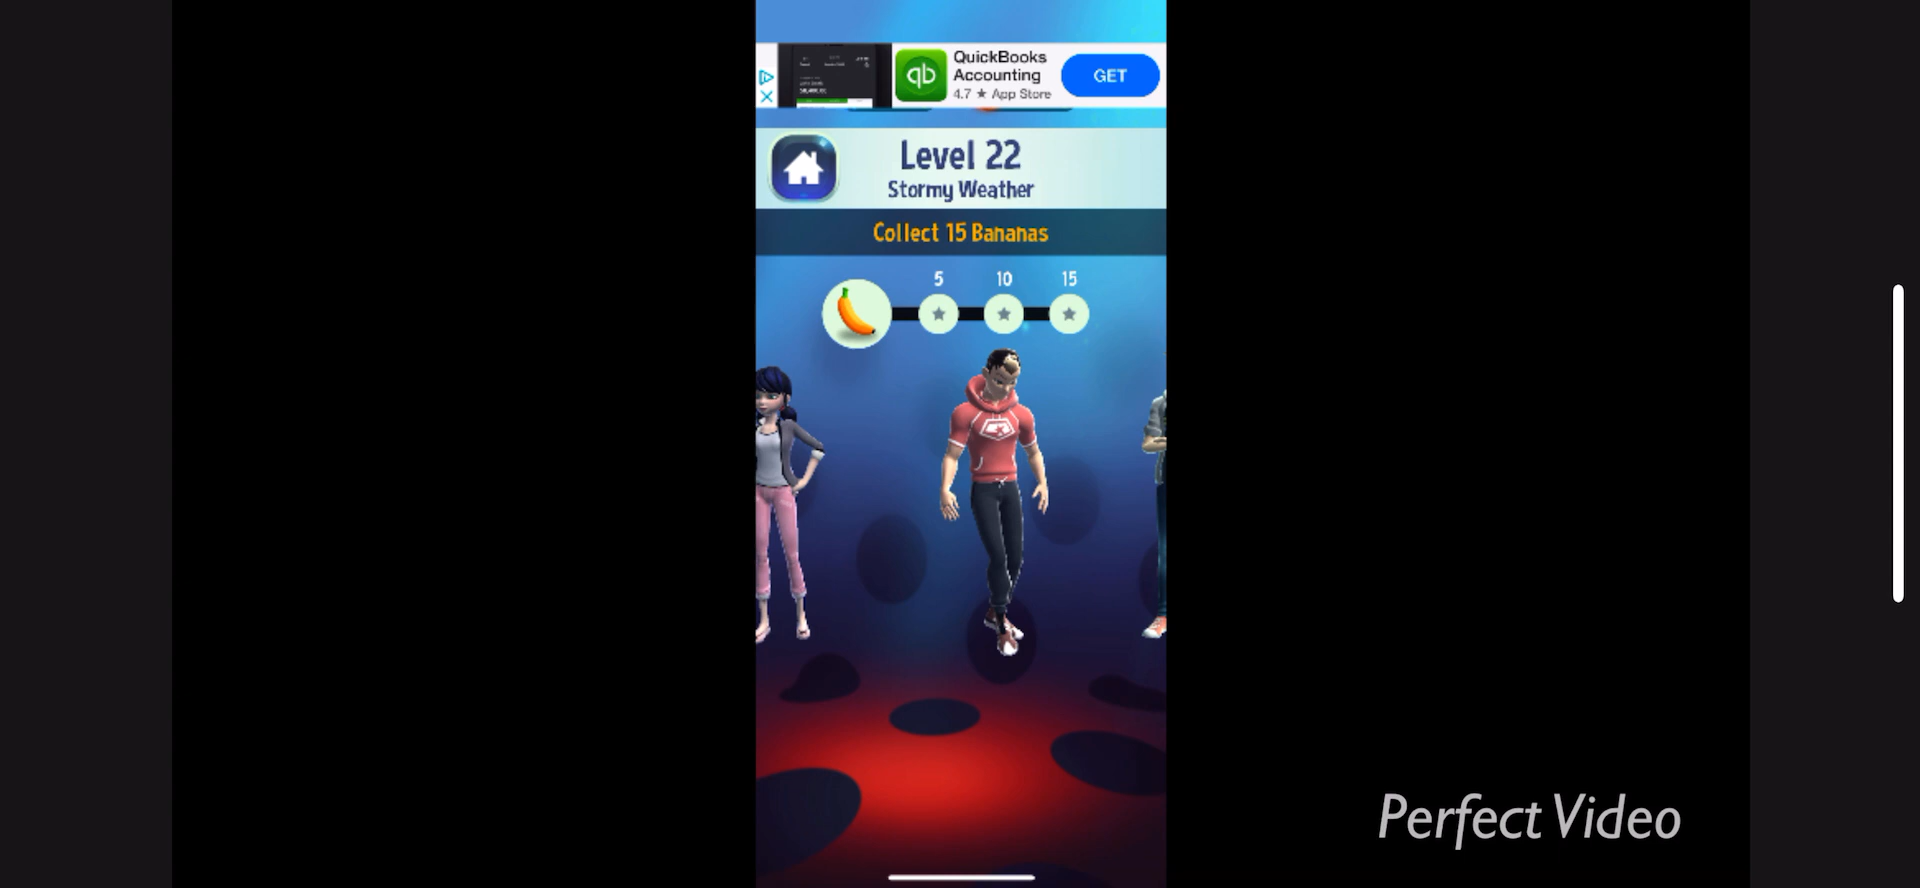 QuickBooks
Accounting
4.7 ★ App Store
GET
qb
Level 22
Stormy Weather
Collect 15 Bananas
5 10 15
Perfect Video